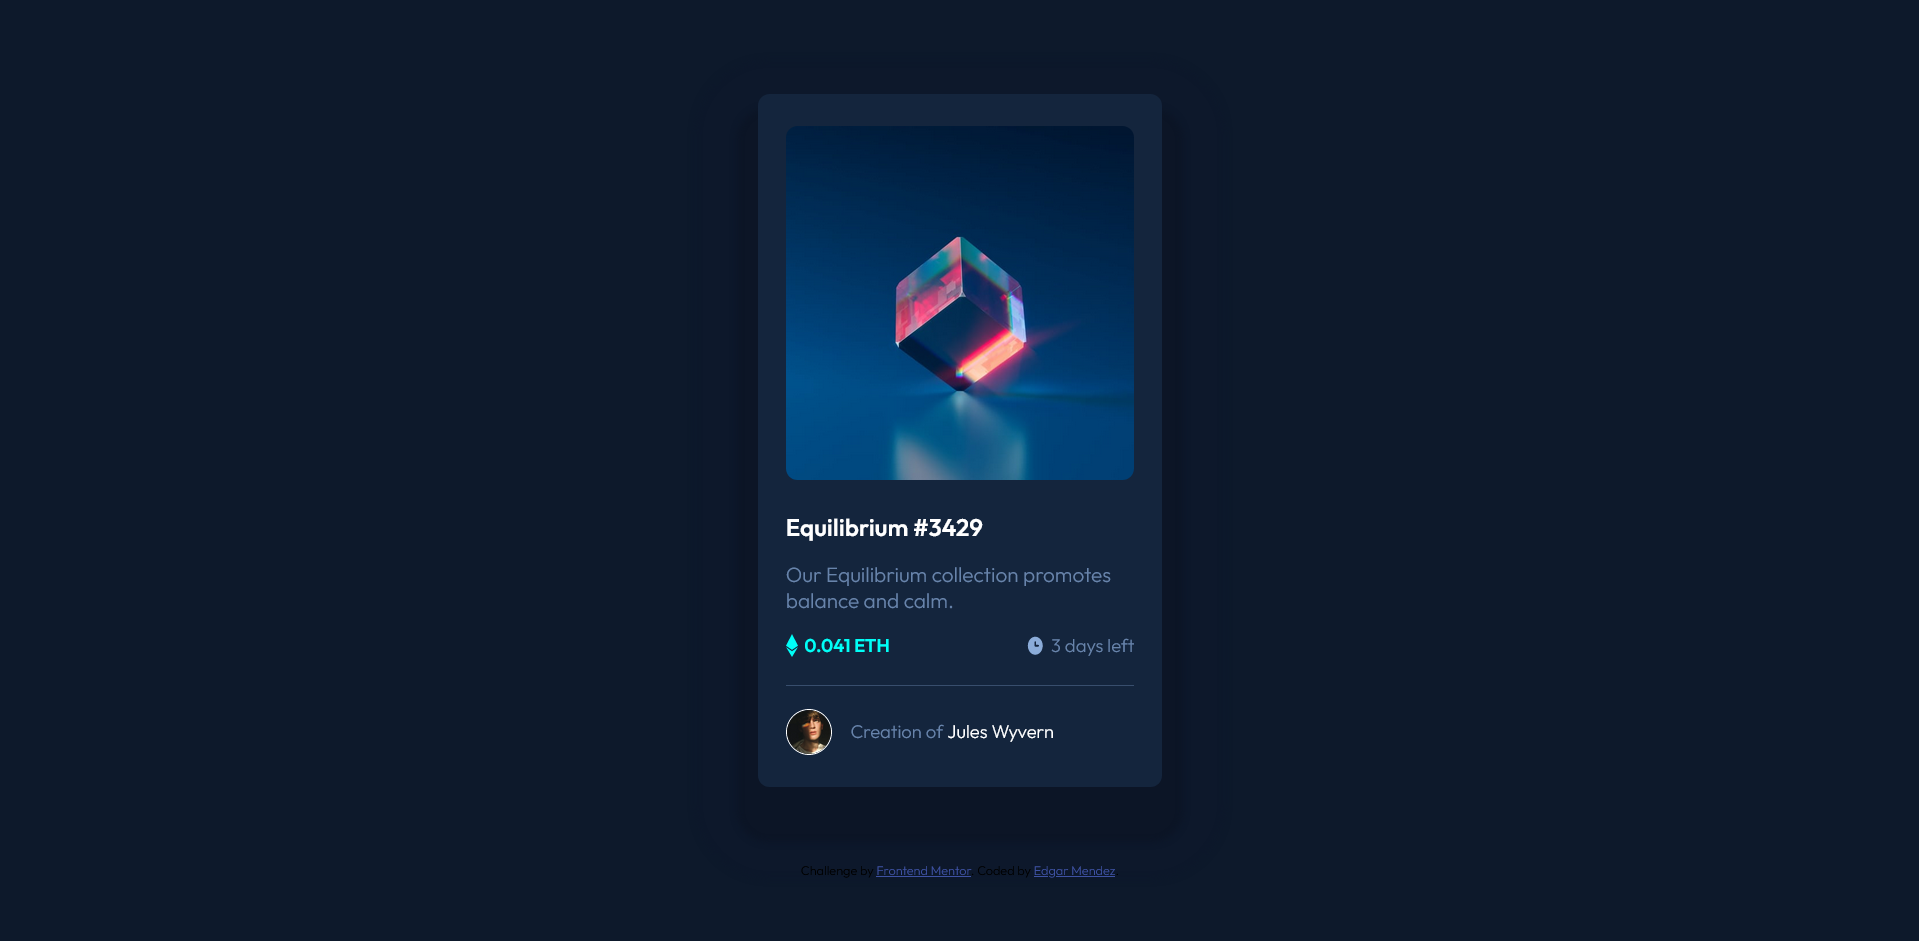 Equilibrium #3429
Our Equilibrium collection promotes
balance and calm.
0.041 ETH
3 days left
Creation of Jules Wyvern
Challenge by Frontend Mentor. Coded by Edgar Mendez.